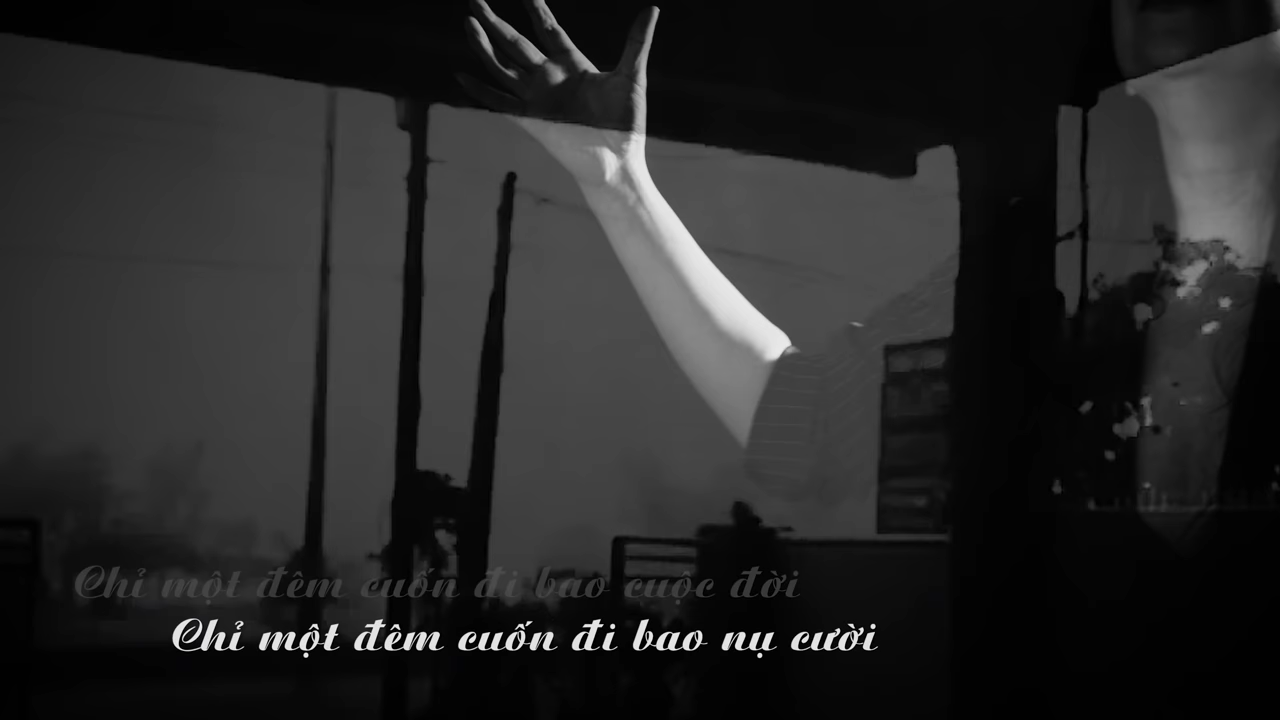 Chỉ một đêm cuốn đi bao cuộc đời
Chỉ một đêm cuốn đi bao nụ cười